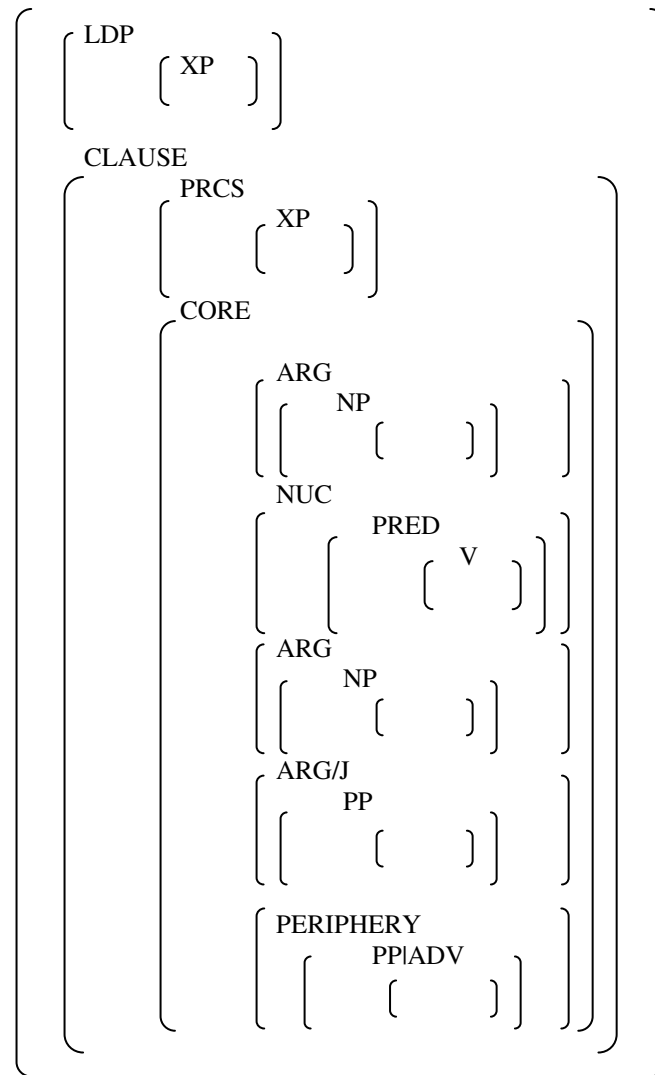 LDP
XP
CLAUSE
PRCS
XP
CORE
ARG
NP
NUC
PRED
V
ARG
NP
ARG/J
PP
PERIPHERY
PP|ADV